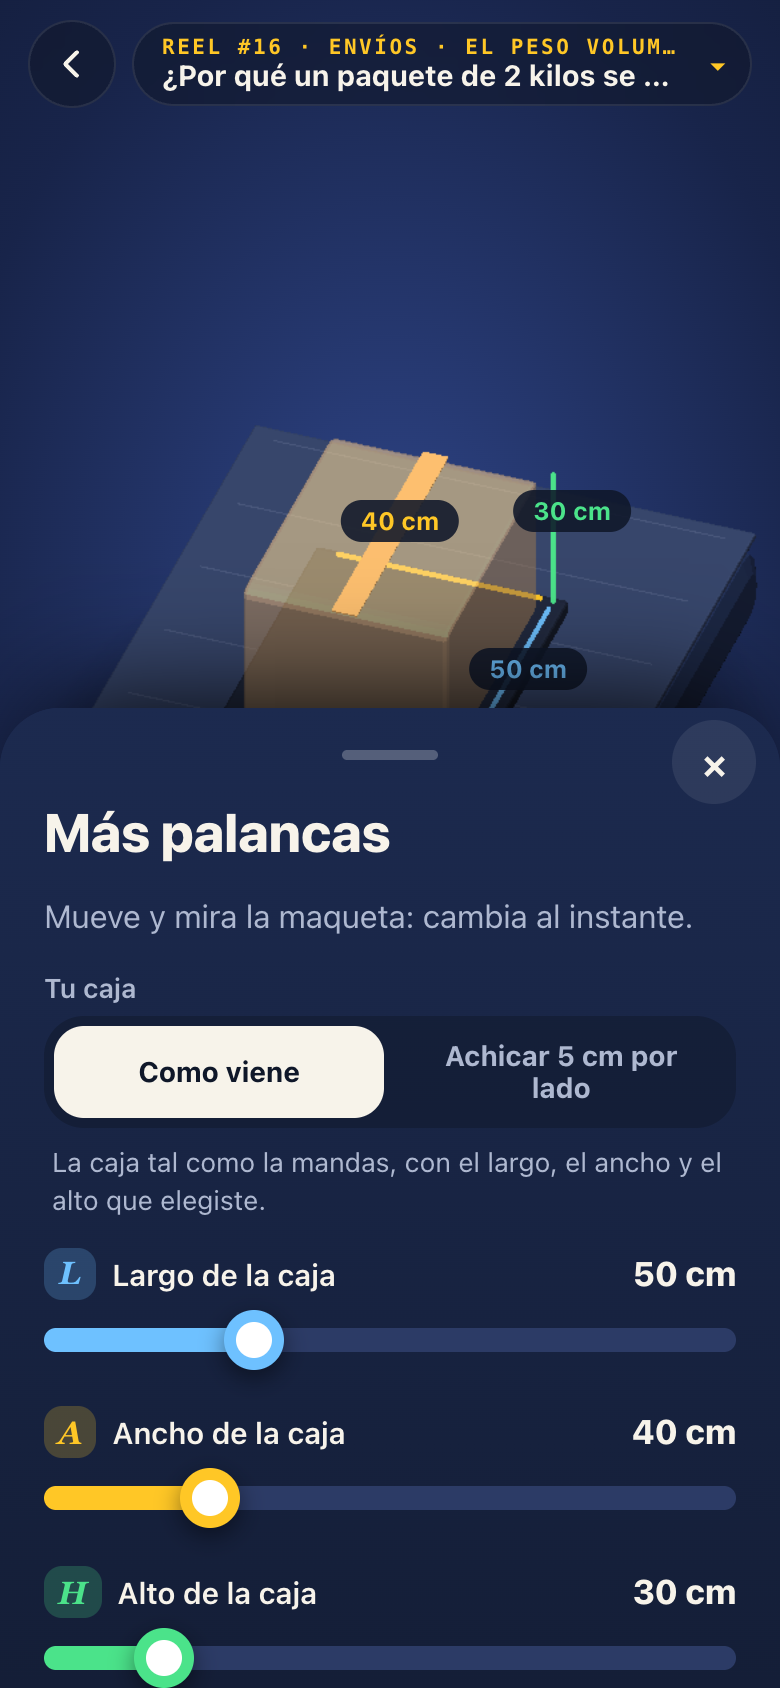 REEL #16 · ENVÍOS · EL PESO VOLUM…
¿Por qué un paquete de 2 kilos se ...
40 cm
30 cm
50 cm
Más palancas
Mueve y mira la maqueta: cambia al instante.
Tu caja
Como viene
Achicar 5 cm por
lado
La caja tal como la mandas, con el largo, el ancho y el
alto que elegiste.
L Largo de la caja 50 cm
A Ancho de la caja 40 cm
H Alto de la caja 30 cm